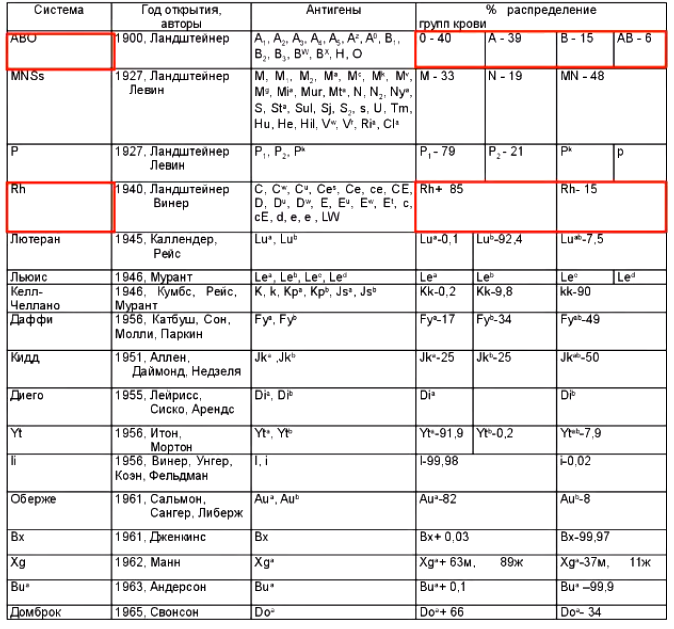 Система Год открытия, авторы Антигены % распределение групп крови
ABO 1900, Ландштейнер A₁, A₂, A₃, A₄, A₅, Aᶻ, A⁰, B₁, 0 - 40 A - 39 B - 15 AB - 6
B₂, B₃, Bᵂ, Bˣ, H, O
MNSs 1927, Ландштейнер M, M₁, M₂, Mᵃ, Mᶜ, Mᵏ, Mᵛ, M - 33 N - 19 MN - 48
Левин Mᵍ, Miᵃ, Mur, Mtᵃ, N, N₂, Nyᵃ,
S, Stᵃ, Sul, Sj, S₂, s, U, Tm,
Hu, He, Hil, Vʷ, Vʳ, Riᵃ, Clᵃ
P 1927, Ландштейнер P₁, P₂, Pᵏ P₁ - 79 P₂ - 21 Pᵏ p
Левин
Rh 1940, Ландштейнер C, Cʷ, Cᵘ, Ceˢ, Ce, ce, CE, Rh+ 85 Rh- 15
Винер D, Dᵘ, Dʷ, E, Eᵘ, Eʷ, Eᵗ, c,
cE, d, e, e , LW
Лютеран 1945, Каллендер, Luᵃ, Luᵇ Luᵃ-0,1 Luᵇ-92,4 Luᵃᵇ-7,5
Рейс
Льюис 1946, Мурант Leᵃ, Leᵇ, Leᶜ, Leᵈ Leᵃ Leᵇ Leᶜ Leᵈ
Келл- 1946, Кумбс, Рейс, K, k, Kpᵃ, Kpᵇ, Jsᵃ, Jsᵇ Kk-0,2 Kk-9,8 kk-90
Челлано Мурант
Даффи 1956, Катбуш, Сон, Fyᵃ, Fyᵇ Fyᵃ-17 Fyᵇ-34 Fyᵃᵇ-49
Молли, Паркин
Кидд 1951, Аллен, Jkᵃ ,Jkᵇ Jkᵃ-25 Jkᵇ-25 Jkᵃᵇ-50
Даймонд, Недзеля
Диего 1955, Лейрисс, Diᵃ, Diᵇ Diᵃ Diᵇ
Сиско, Арендс
Yt 1956, Итон, Ytᵃ, Ytᵇ Ytᵃ-91,9 Ytᵇ-0,2 Ytᵃᵇ-7,9
Мортон
Ii 1956, Винер, Унгер, I, i I-99,98 i-0,02
Коэн, Фельдман
Оберже 1961, Сальмон, Auᵃ, Auᵇ Auᵃ-82 Auᵇ-8
Сангер, Либерж
Bx 1961, Дженкинс Bx Bx+ 0,03 Bx-99,97
Xg 1962, Манн Xgᵃ Xgᵃ+ 63м, 89ж Xgᵃ-37м, 11ж
Buᵃ 1963, Андерсон Buᵃ Buᵃ+ 0,1 Buᵃ –99,9
Домброк 1965, Свонсон Doᵃ Doᵃ+ 66 Doᵃ- 34